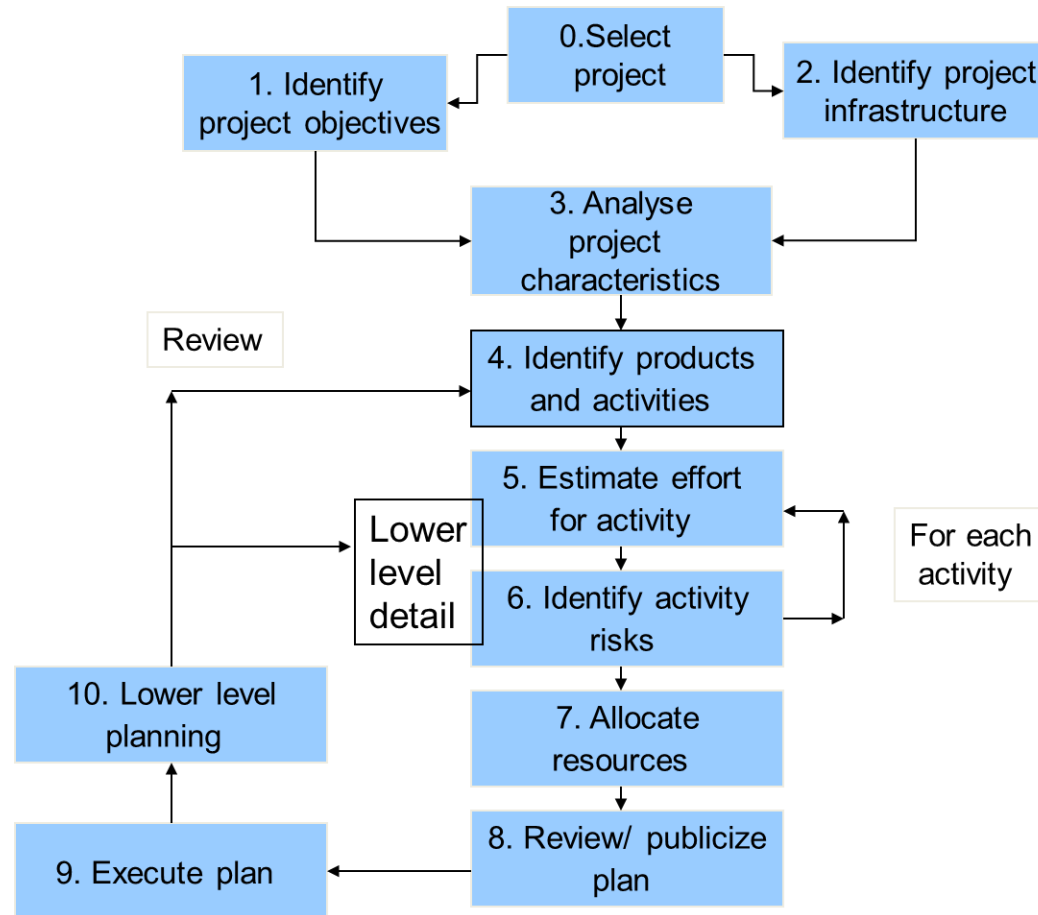 0.Select
project
1. Identify
project objectives
2. Identify project
infrastructure
3. Analyse
project
characteristics
Review
4. Identify products
and activities
5. Estimate effort
for activity
Lower
level
detail
For each
activity
6. Identify activity
risks
10. Lower level
planning
7. Allocate
resources
8. Review/ publicize
plan
9. Execute plan